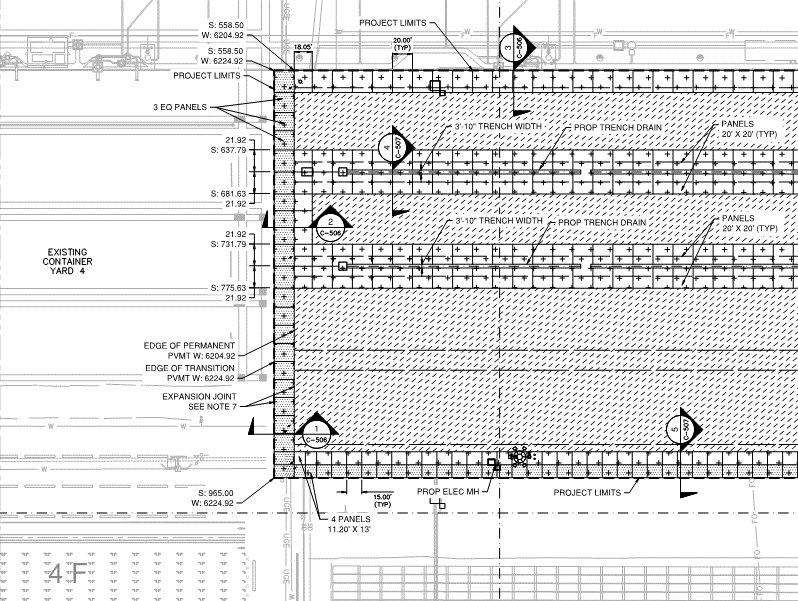 S: 558.50
W: 6204.92
S: 558.50
W: 6224.92
PROJECT LIMITS
18.05'
20.00'
(TYP)
PROJECT LIMITS
3
C-506
3 EQ PANELS
21.92
S: 637.79
S: 681.63
21.92
4
C-507
3'-10" TRENCH WIDTH
PROP TRENCH DRAIN
PANELS
20' X 20' (TYP)
2
C-506
21.92
S: 731.79
S: 775.63
21.92
3'-10" TRENCH WIDTH
PROP TRENCH DRAIN
PANELS
20' X 20' (TYP)
EXISTING
CONTAINER
YARD 4
EDGE OF PERMANENT
PVMT W: 6204.92
EDGE OF TRANSITION
PVMT W: 6224.92
EXPANSION JOINT
SEE NOTE 7
1
C-506
5
C-507
S: 965.00
W: 6224.92
15.00'
(TYP)
PROP ELEC MH
PROJECT LIMITS
4 PANELS
11.20' X 13'
4F
UGE
UGE
UGE
W
W
W
W
FO
FO